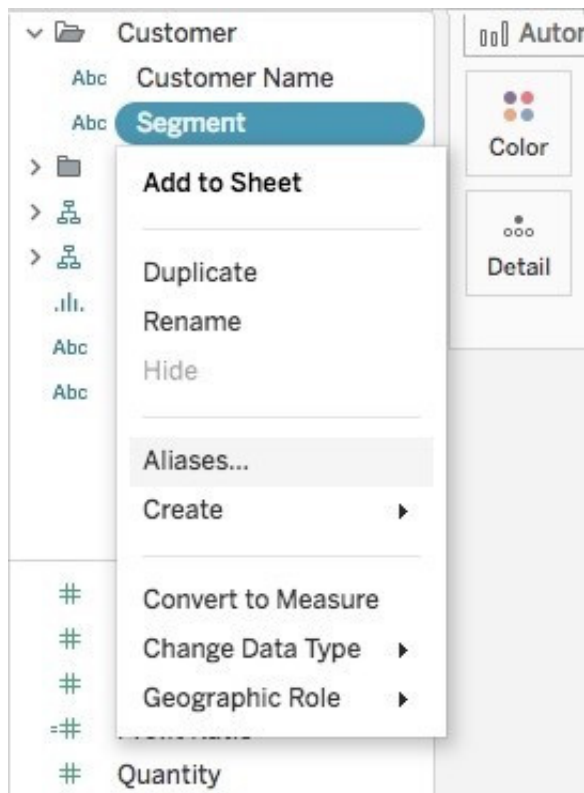 Customer
Autor
Abc Customer Name
Abc Segment
Color
Add to Sheet
Detail
Duplicate
Rename
Abc
Hide
Abc
Aliases...
Create
Convert to Measure
Change Data Type
Geographic Role
Quantity